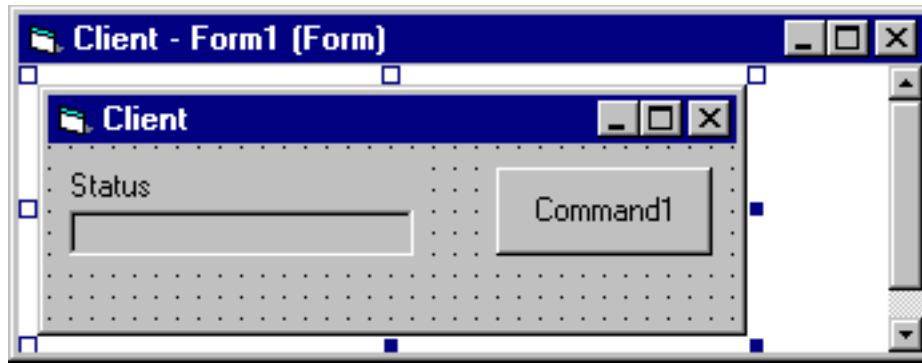 Client - Form1 (Form)
Client
Status
Command1